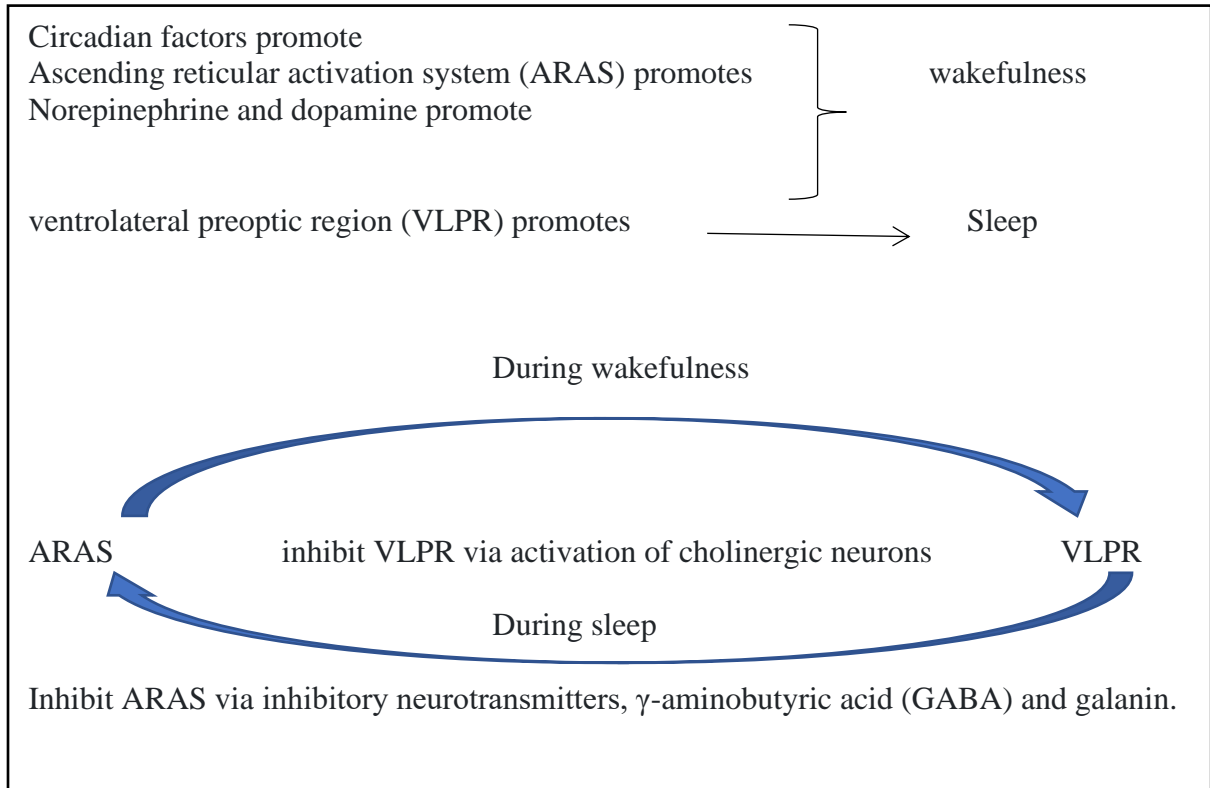 Circadian factors promote
Ascending reticular activation system (ARAS) promotes wakefulness
Norepinephrine and dopamine promote
ventrolateral preoptic region (VLPR) promotes Sleep
During wakefulness
ARAS inhibit VLPR via activation of cholinergic neurons VLPR
During sleep
Inhibit ARAS via inhibitory neurotransmitters, γ-aminobutyric acid (GABA) and galanin.